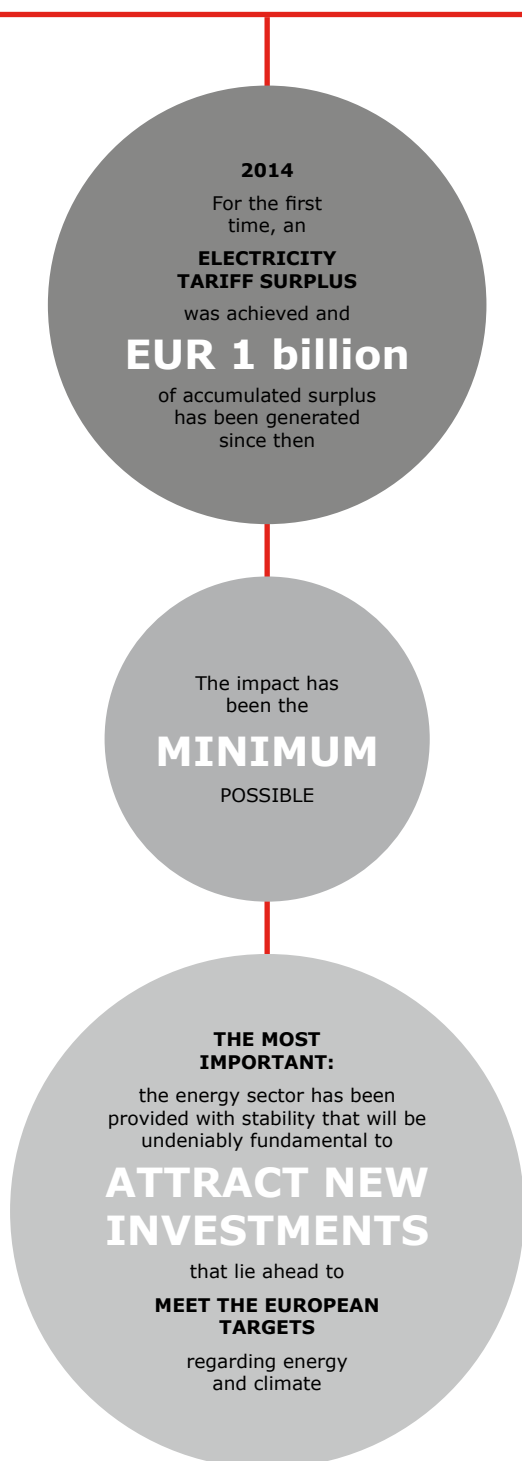 2014
For the first
time, an
ELECTRICITY
TARIFF SURPLUS
was achieved and
EUR 1 billion
of accumulated surplus
has been generated
since then
The impact has
been the
MINIMUM
POSSIBLE
THE MOST
IMPORTANT:
the energy sector has been
provided with stability that will be
undeniably fundamental to
ATTRACT NEW
INVESTMENTS
that lie ahead to
MEET THE EUROPEAN
TARGETS
regarding energy
and climate